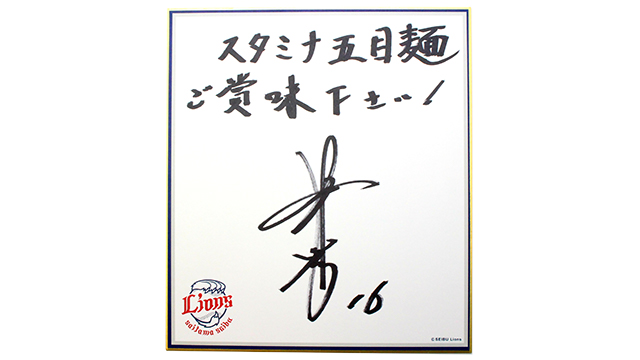 スタミナ五目麺
ご賞味下さい!
16
Lions
saitama seibu
© SEIBU Lions